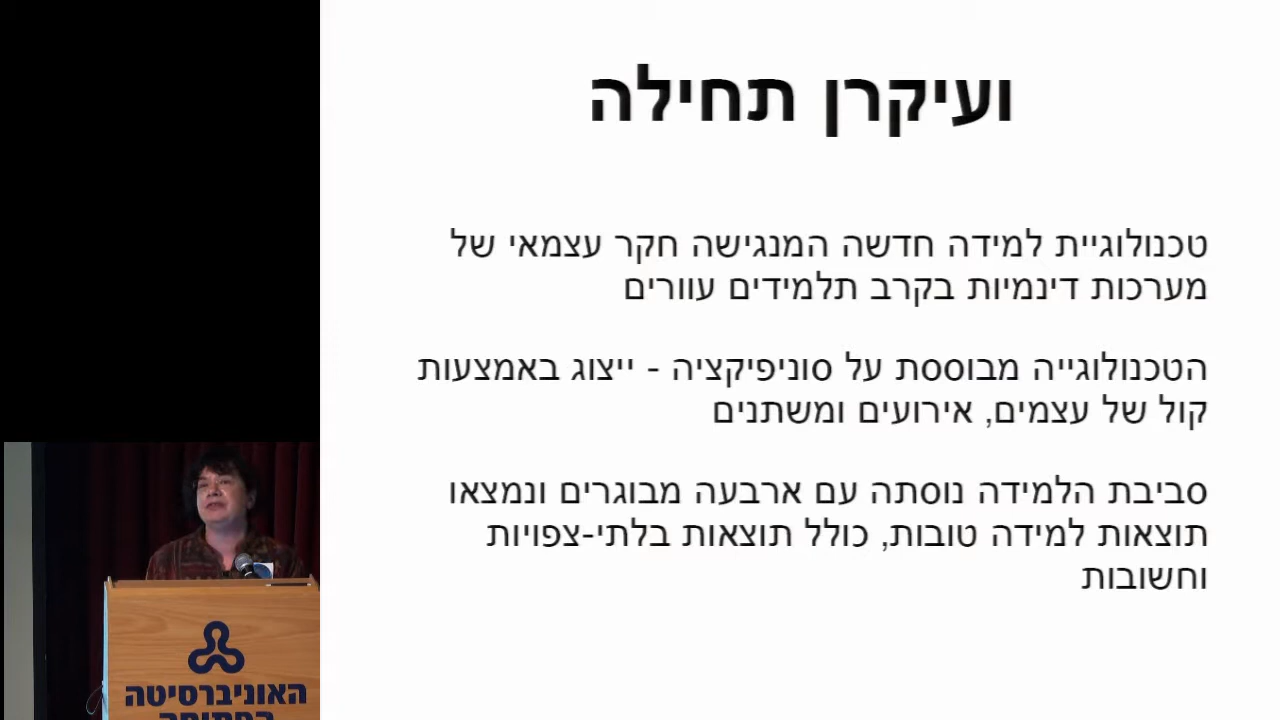 ועיקרן תחילה
טכנולוגיית למידה חדשה המנגישה חקר עצמאי של
מערכות דינמיות בקרב תלמידים עוורים
הטכנולוגייה מבוססת על סוניפיקציה - ייצוג באמצעות
קול של עצמים, אירועים ומשתנים
סביבת הלמידה נוסתה עם ארבעה מבוגרים ונמצאו
תוצאות למידה טובות, כולל תוצאות בלתי-צפויות
וחשובות
האוניברסיטה
הפתוחה